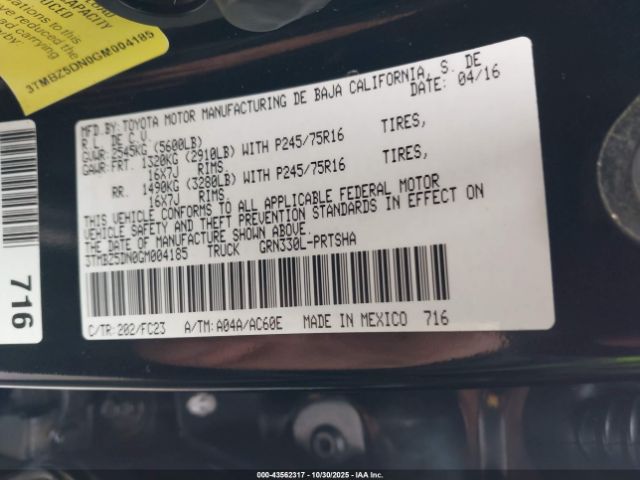 CAPACITY
3TMBZ5DN0GM004185
716
MFD.BY:TOYOTA MOTOR MANUFACTURING DE BAJA CALIFORNIA, S. DE
R L. DE C.V. DATE: 04/16
GVWR 2545KG (5600LB)
GAWR:FRT. 1320KG (2910LB) WITH P245/75R16 TIRES,
16X7J RIMS.
RR. 1490KG (3280LB) WITH P245/75R16 TIRES,
16X7J RIMS.
THIS VEHICLE CONFORMS TO ALL APPLICABLE FEDERAL MOTOR
VEHICLE SAFETY AND THEFT PREVENTION STANDARDS IN EFFECT ON
THE DATE OF MANUFACTURE SHOWN ABOVE.
3TMBZ5DN0GM004185 TRUCK GRN330L-PRTSHA
C/TR:202/FC23 A/TM:A04A/AC60E MADE IN MEXICO 716
000-43562317 | 10/30/2025 | IAA Inc.